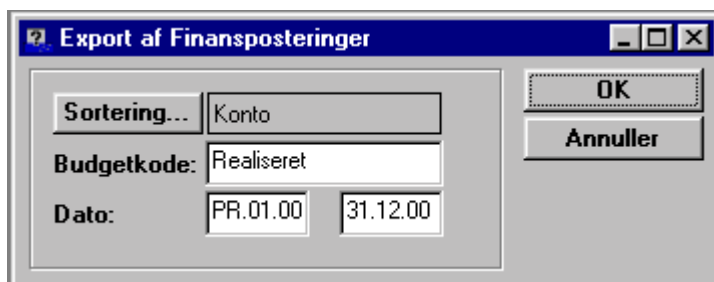 Export af Finansposteringer
Sortering... Konto
OK
Annuller
Budgetkode: Realiseret
Dato: PR.01.00 31.12.00